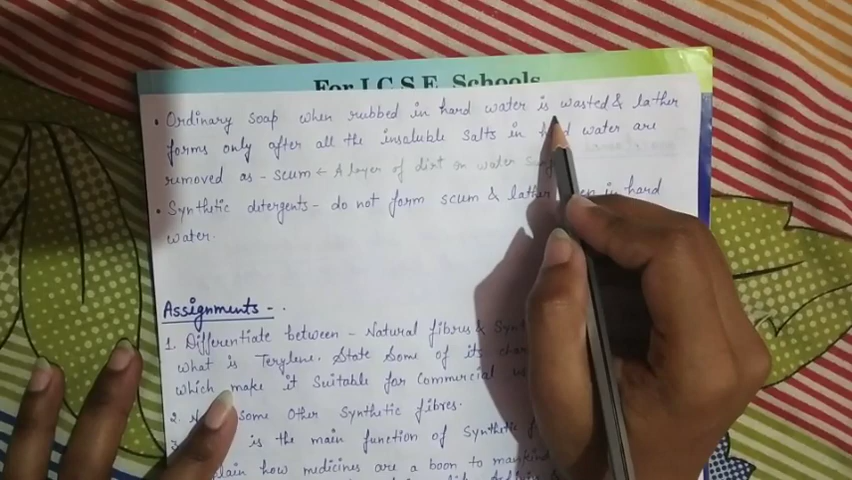 For I.C.S.E. Schools
• Ordinary soap when rubbed in hard water is wasted & lather
forms only after all the insoluble salts in water are
removed as - scum ← A layer of dirt on water
• Synthetic detergents - do not form scum & lather in hard
water.
Assignments -.
1. Differentiate between - Natural fibres &
what is Terylene. State some of its
which make it suitable for commercial
2. some other synthetic fibres.
3 is the main function of Synthetic
how medicines are a boon to mankind